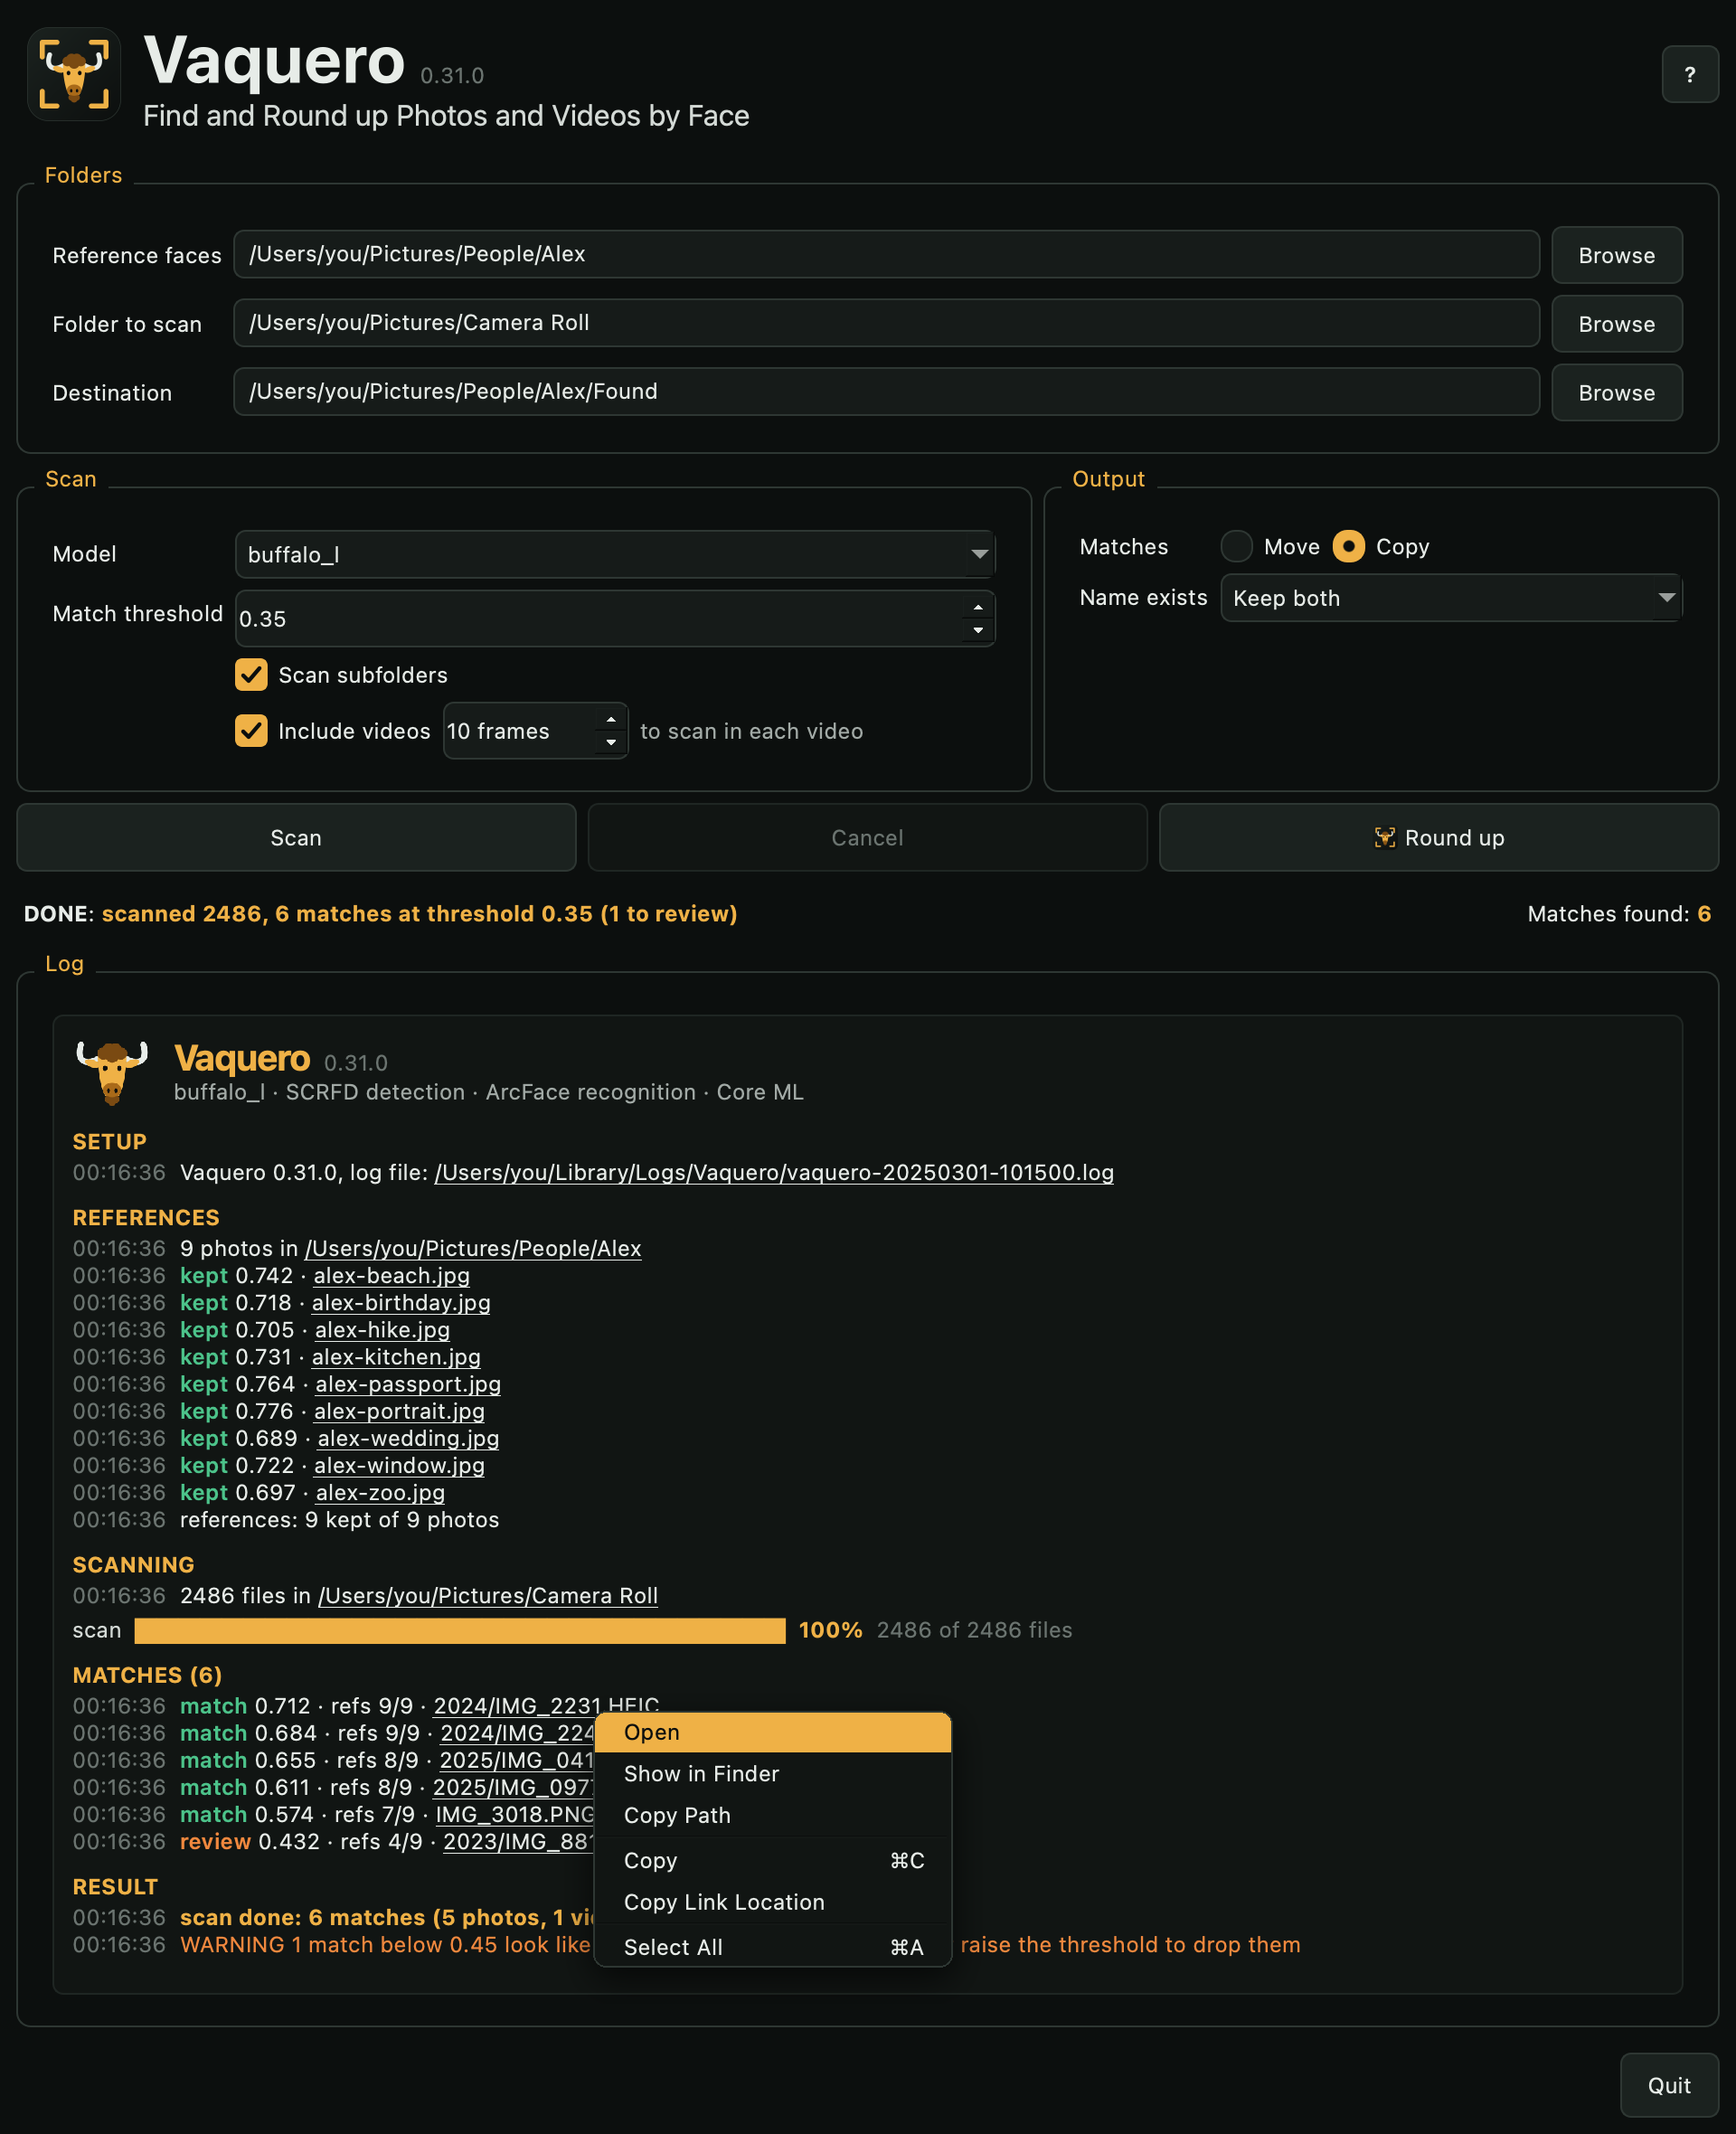 Vaquero 0.31.0
?
Find and Round up Photos and Videos by Face
Folders
Reference faces /Users/you/Pictures/People/Alex Browse
Folder to scan /Users/you/Pictures/Camera Roll Browse
Destination /Users/you/Pictures/People/Alex/Found Browse
Scan
Model buffalo_l
Match threshold 0.35
Scan subfolders
Include videos 10 frames to scan in each video
Output
Matches Move Copy
Name exists Keep both
Scan Cancel Round up
DONE: scanned 2486, 6 matches at threshold 0.35 (1 to review) Matches found: 6
Log
Vaquero 0.31.0
buffalo_l · SCRFD detection · ArcFace recognition · Core ML
SETUP
00:16:36 Vaquero 0.31.0, log file: /Users/you/Library/Logs/Vaquero/vaquero-20250301-101500.log
REFERENCES
00:16:36 9 photos in /Users/you/Pictures/People/Alex
00:16:36 kept 0.742 · alex-beach.jpg
00:16:36 kept 0.718 · alex-birthday.jpg
00:16:36 kept 0.705 · alex-hike.jpg
00:16:36 kept 0.731 · alex-kitchen.jpg
00:16:36 kept 0.764 · alex-passport.jpg
00:16:36 kept 0.776 · alex-portrait.jpg
00:16:36 kept 0.689 · alex-wedding.jpg
00:16:36 kept 0.722 · alex-window.jpg
00:16:36 kept 0.697 · alex-zoo.jpg
00:16:36 references: 9 kept of 9 photos
SCANNING
00:16:36 2486 files in /Users/you/Pictures/Camera Roll
scan 100% 2486 of 2486 files
MATCHES (6)
00:16:36 match 0.712 · refs 9/9 · 2024/IMG_2231.HEIC
00:16:36 match 0.684 · refs 9/9 · 2024/IMG_224
00:16:36 match 0.655 · refs 8/9 · 2025/IMG_041
00:16:36 match 0.611 · refs 8/9 · 2025/IMG_097
00:16:36 match 0.574 · refs 7/9 · IMG_3018.PNG
00:16:36 review 0.432 · refs 4/9 · 2023/IMG_881
RESULT
00:16:36 scan done: 6 matches (5 photos, 1
00:16:36 WARNING 1 match below 0.45 look like raise the threshold to drop them
Open
Show in Finder
Copy Path
Copy ⌘C
Copy Link Location
Select All ⌘A
Quit